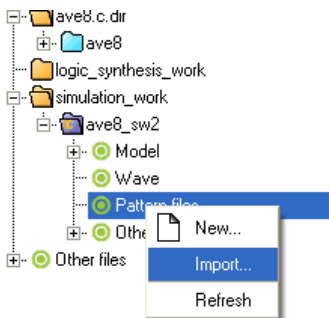 ave8.c.dir
ave8
logic_synthesis_work
simulation_work
ave8_sw2
Model
Wave
Pattern files
Othe
New...
Import...
Other files
Refresh